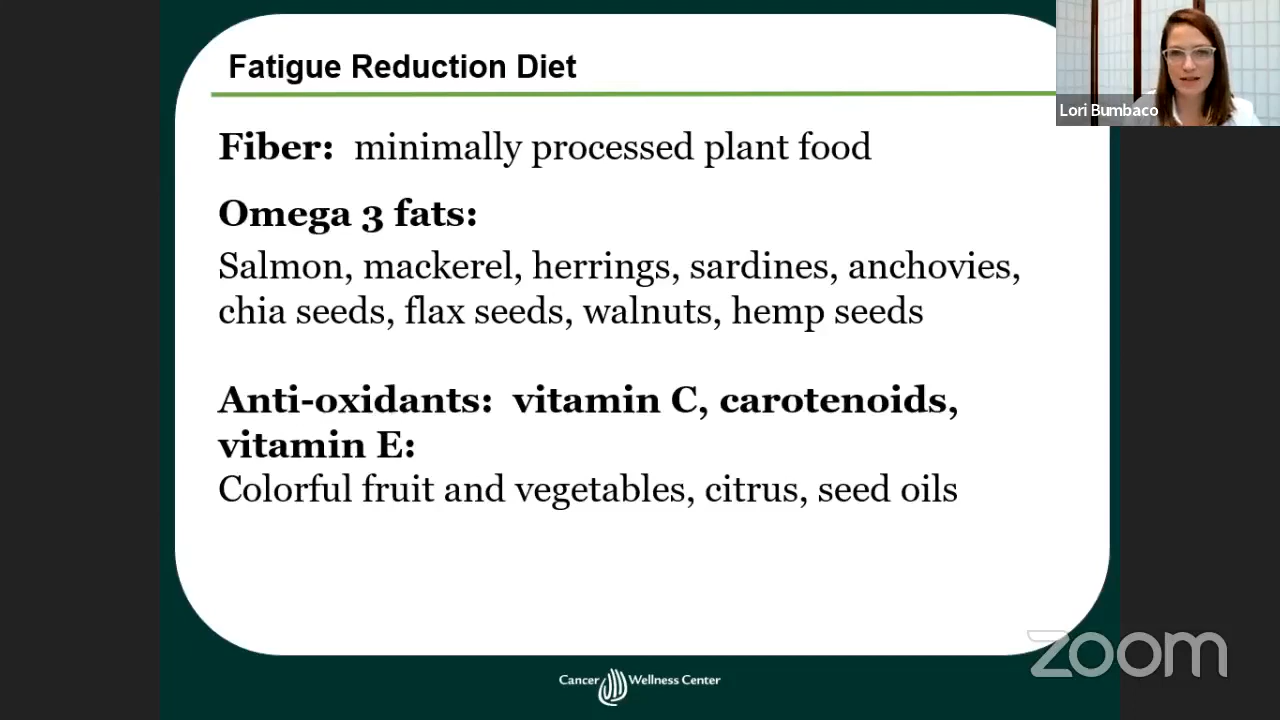 Fatigue Reduction Diet
Lori Bumbaco
Fiber: minimally processed plant food
Omega 3 fats:
Salmon, mackerel, herrings, sardines, anchovies,
chia seeds, flax seeds, walnuts, hemp seeds
Anti-oxidants: vitamin C, carotenoids,
vitamin E:
Colorful fruit and vegetables, citrus, seed oils
zoom
Cancer Wellness Center